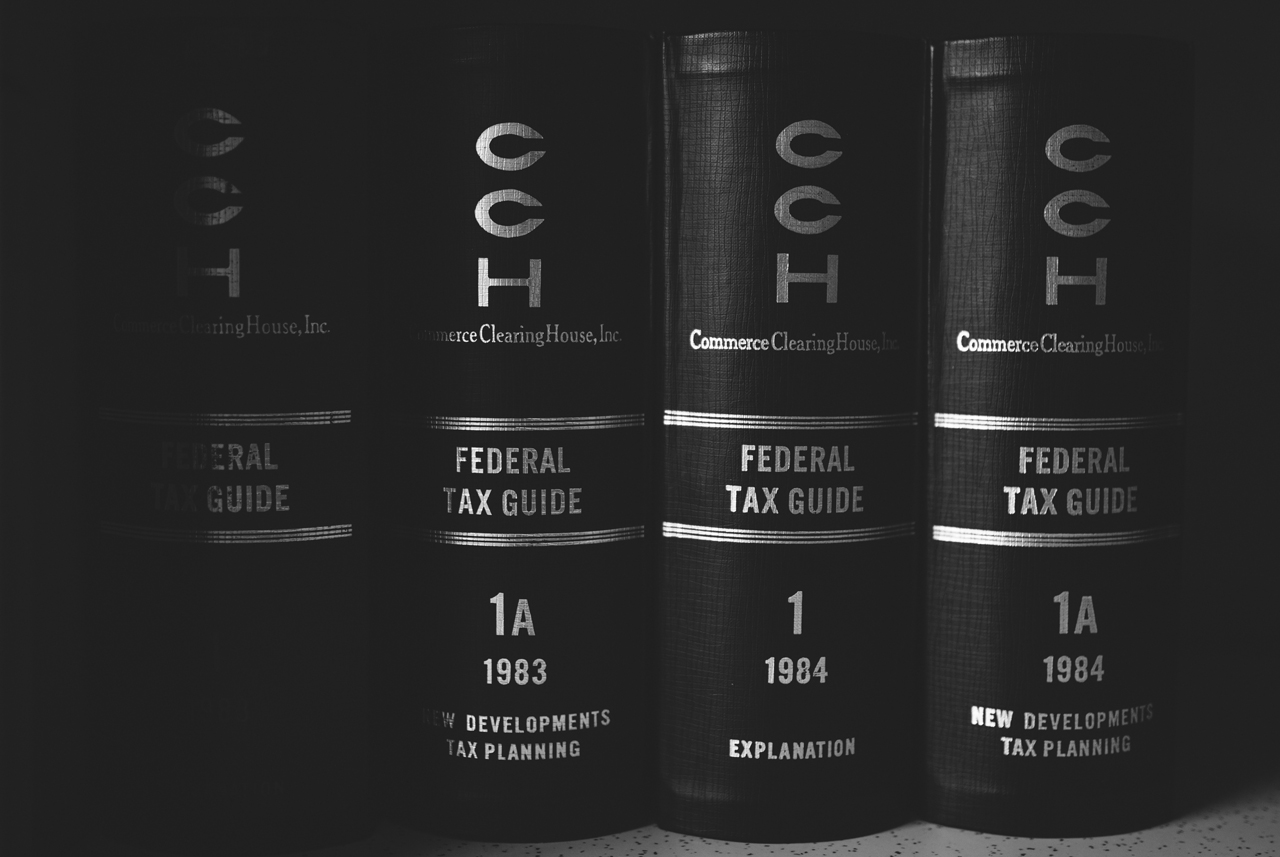 C
C
H
Clearing House, Inc.
FEDERAL
TAX GUIDE
C
C
H
Commerce Clearing House, Inc.
FEDERAL
TAX GUIDE
1A
1983
NEW DEVELOPMENTS
TAX PLANNING
C
C
H
Commerce Clearing House, Inc.
FEDERAL
TAX GUIDE
1
1984
EXPLANATION
C
C
H
Commerce Clearing House, Inc.
FEDERAL
TAX GUIDE
1A
1984
NEW DEVELOPMENTS
TAX PLANNING